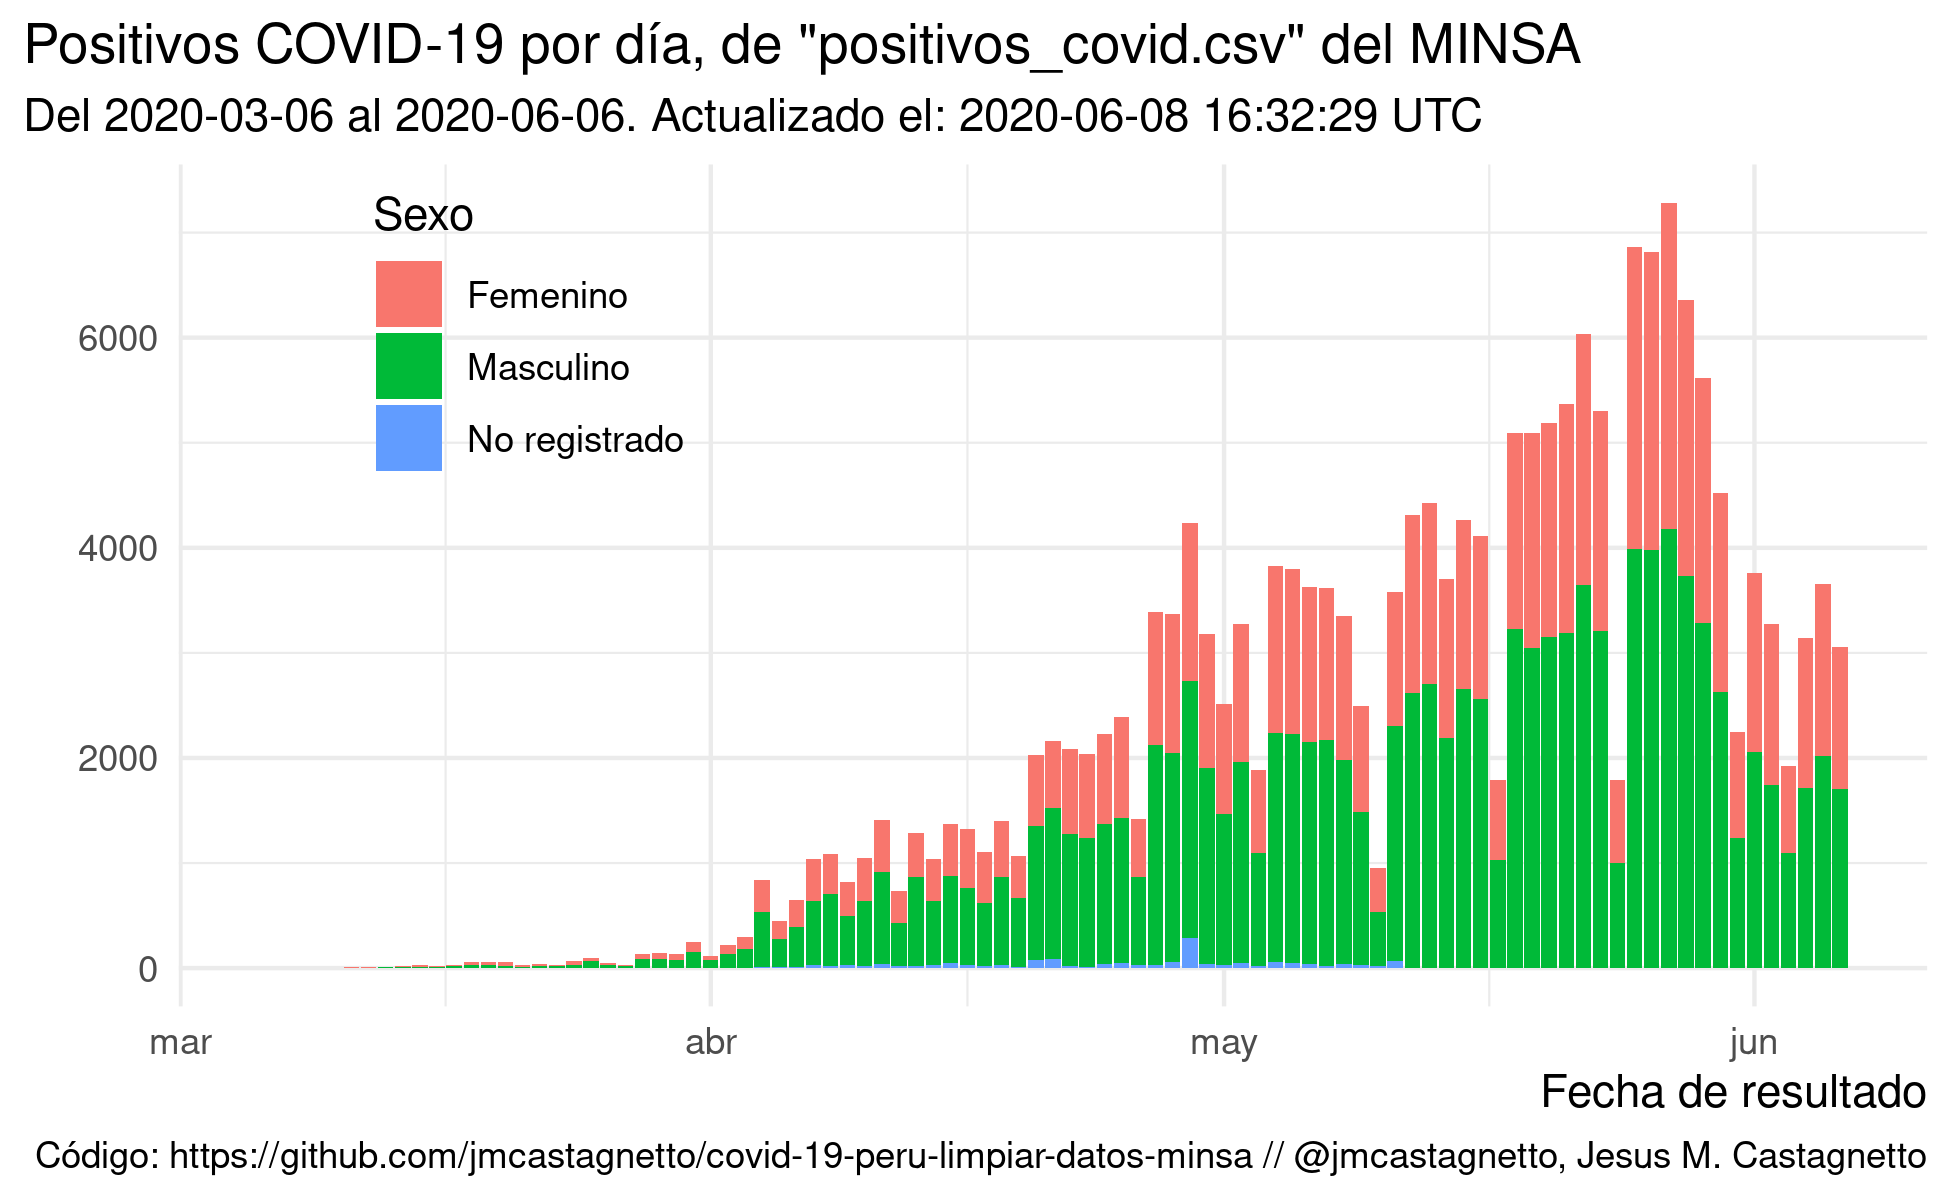 Positivos COVID-19 por día, de "positivos_covid.csv" del MINSA
Del 2020-03-06 al 2020-06-06. Actualizado el: 2020-06-08 16:32:29 UTC
Sexo
Femenino
Masculino
No registrado
6000
4000
2000
0
mar abr may jun
Fecha de resultado
Código: https://github.com/jmcastagnetto/covid-19-peru-limpiar-datos-minsa // @jmcastagnetto, Jesus M. Castagnetto